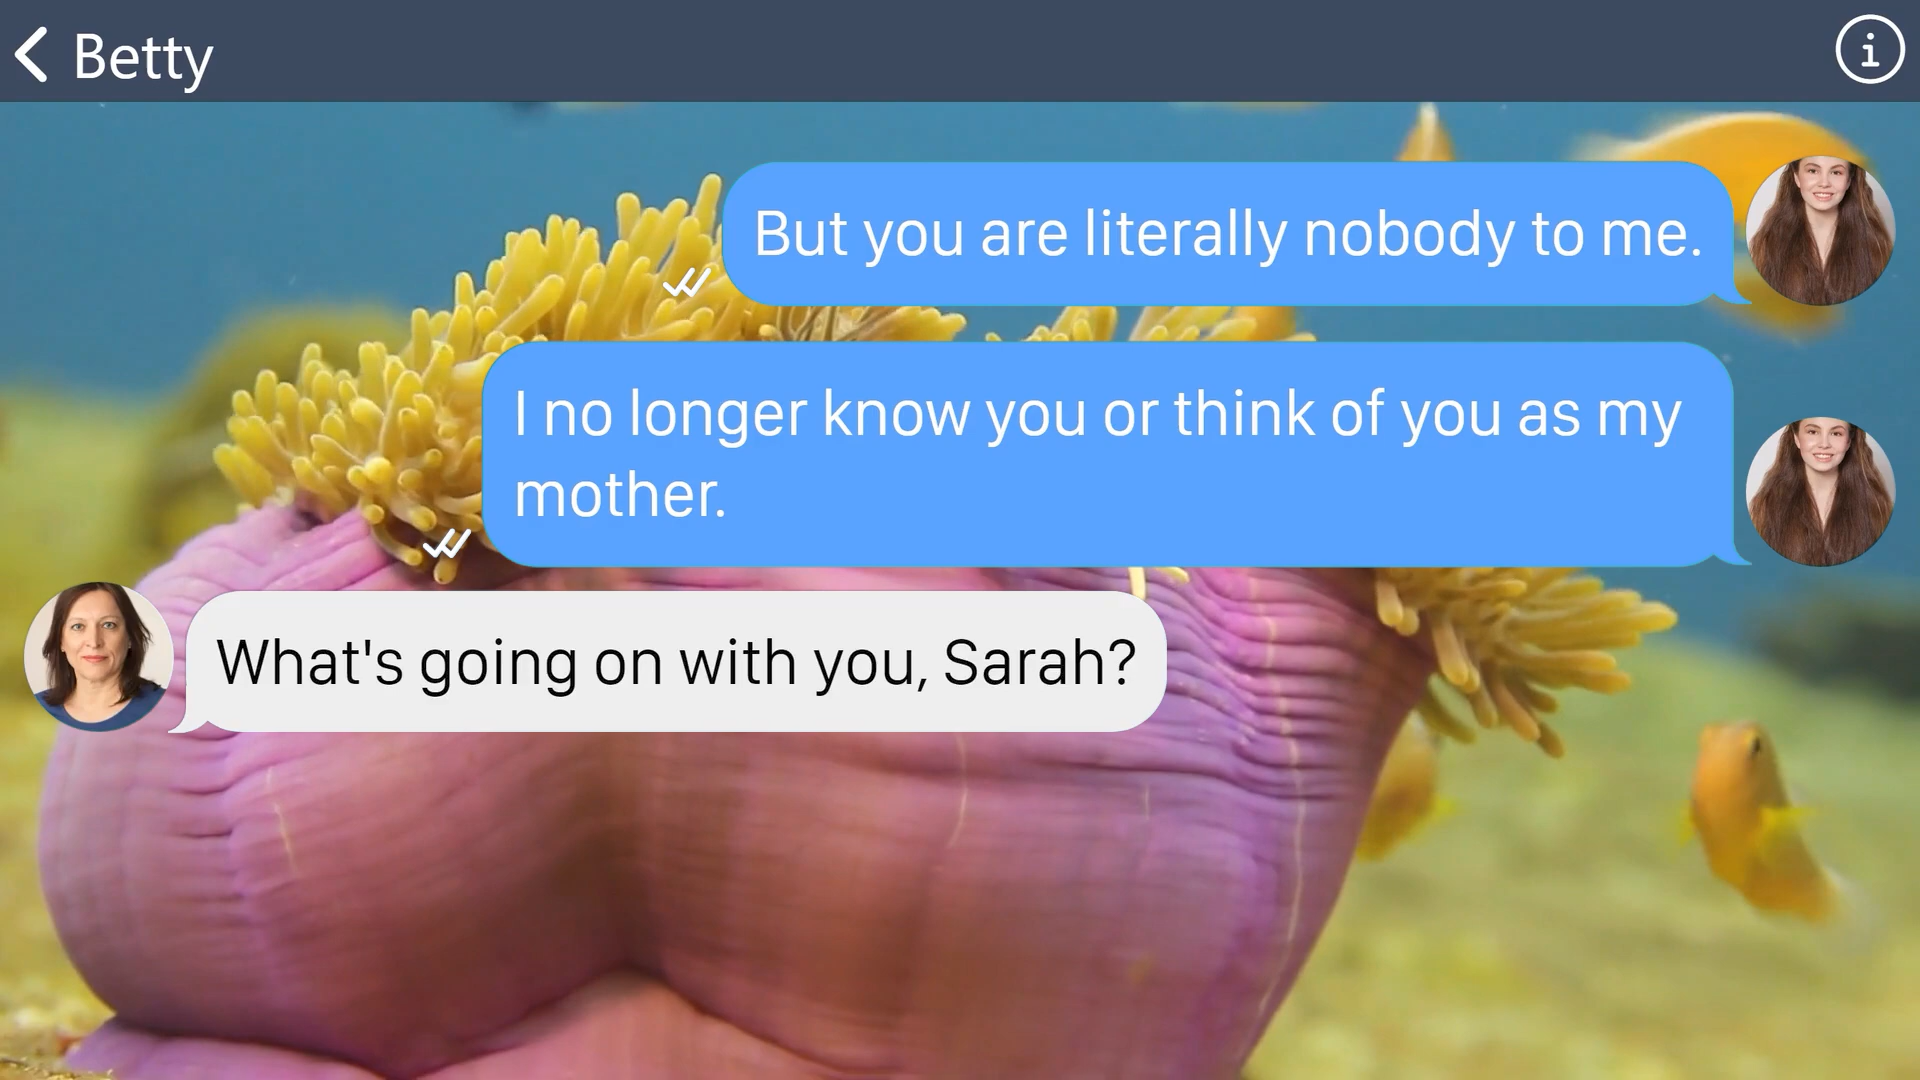 Betty
But you are literally nobody to me.
I no longer know you or think of you as my
mother.
What's going on with you, Sarah?